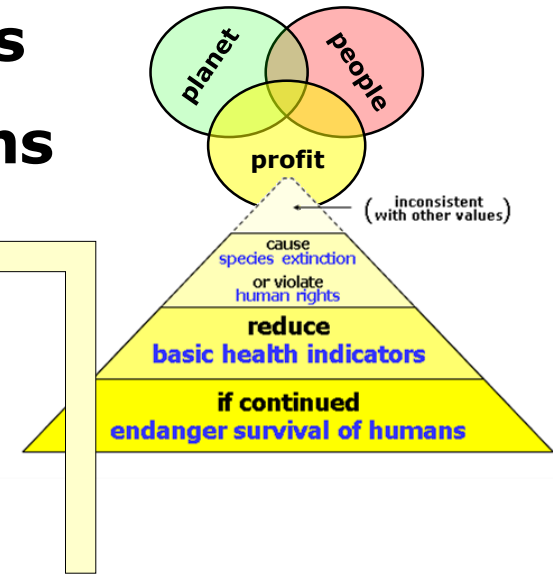 s
ns
planet
people
profit
(inconsistent
with other values)
cause
species extinction
or violate
human rights
reduce
basic health indicators
if continued
endanger survival of humans